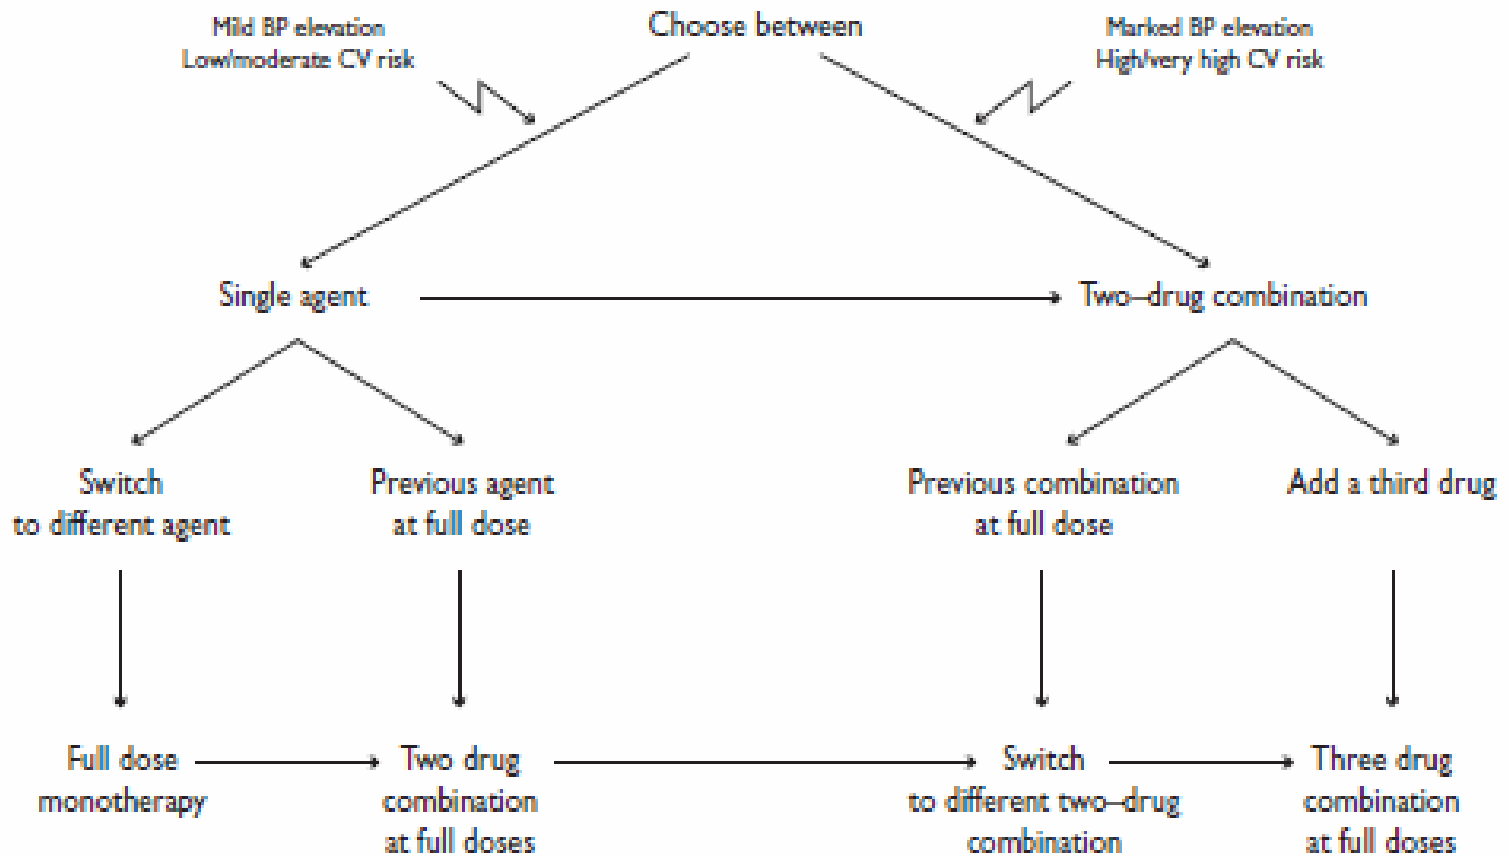 Mild BP elevation
Low/moderate CV risk
Choose between
Marked BP elevation
High/very high CV risk
Single agent
Two–drug combination
Switch
to different agent
Previous agent
at full dose
Previous combination
at full dose
Add a third drug
Full dose
monotherapy
Two drug
combination
at full doses
Switch
to different two–drug
combination
Three drug
combination
at full doses